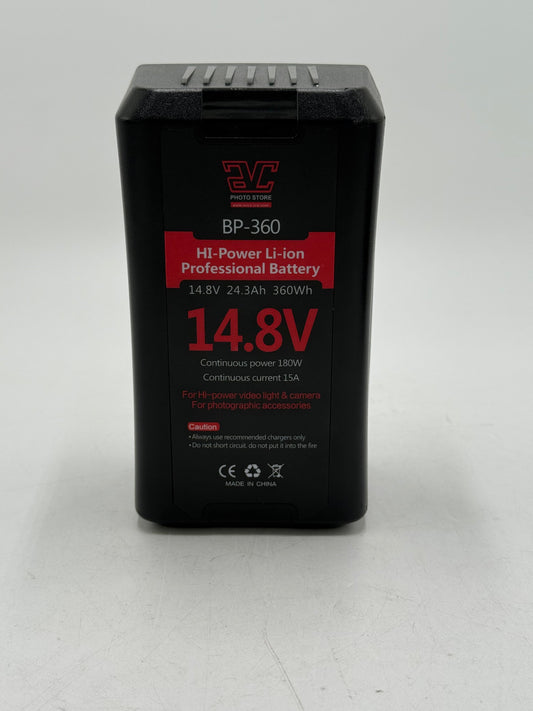 AVC
PHOTO STORE
BP-360
HI-Power Li-ion
Professional Battery
14.8V 24.3Ah 360Wh
14.8V
Continuous power 180W
Continuous current 15A
For Hi-power video light & camera
For photographic accessories
Caution
•Always use recommended chargers only
•Do not short circuit. do not put it into the fire
CE
MADE IN CHINA